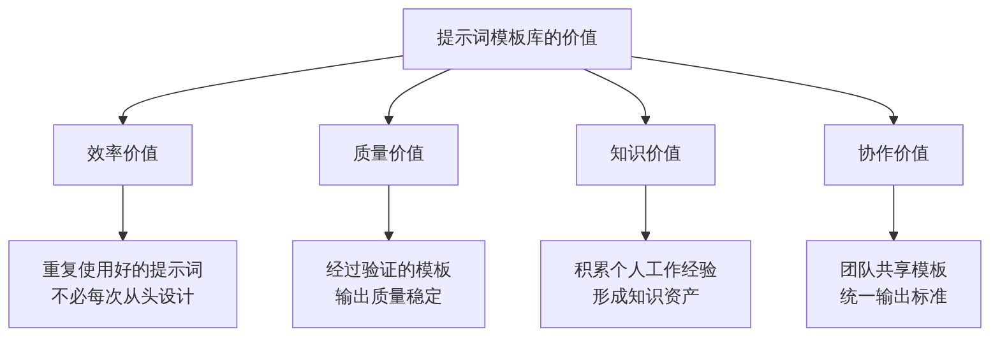 提示词模板库的价值
效率价值
质量价值
知识价值
协作价值
重复使用好的提示词
不必每次从头设计
经过验证的模板
输出质量稳定
积累个人工作经验
形成知识资产
团队共享模板
统一输出标准